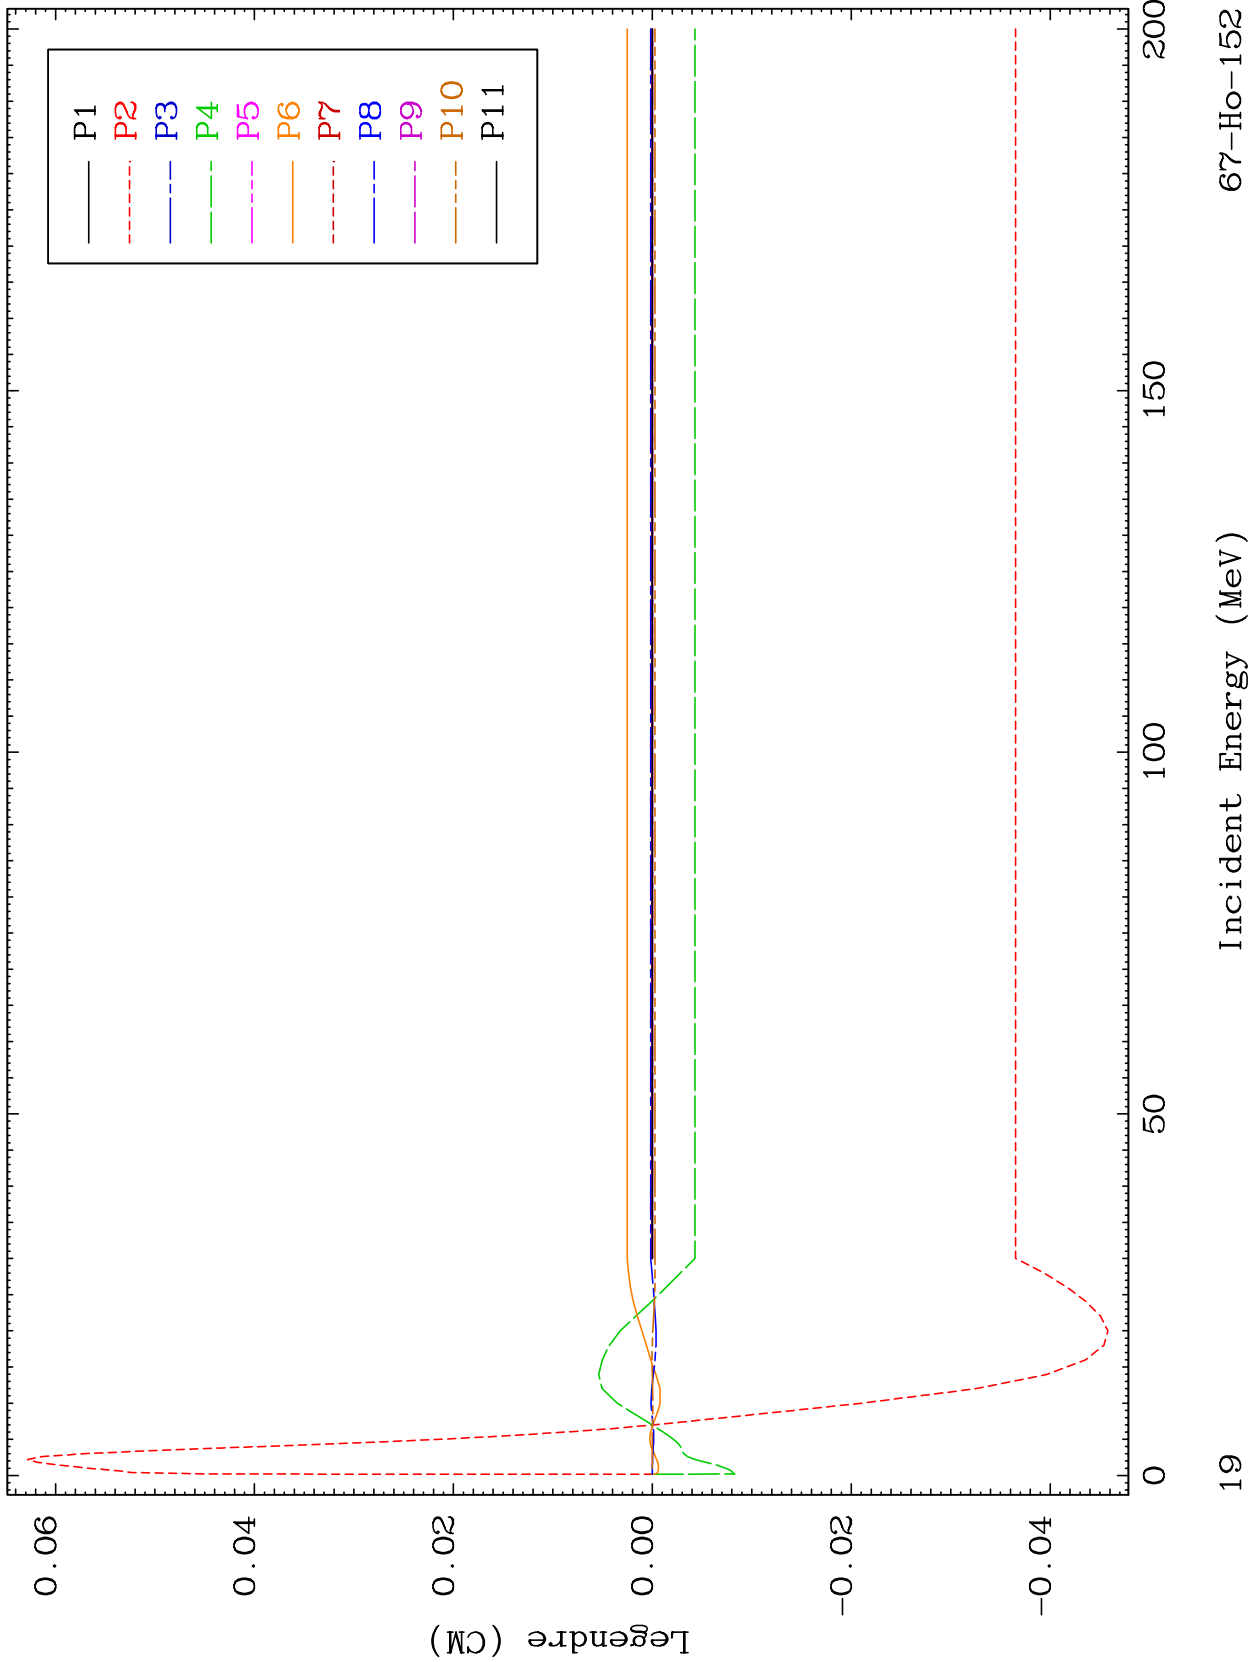 P1
P2
P3
P4
P5
P6
P7
P8
P9
P10
P11
0.06
0.04
0.02
0.00
-0.02
-0.04
Legendre (CM)
0
50
100
150
200
Incident Energy (MeV)
19
67-Ho-152